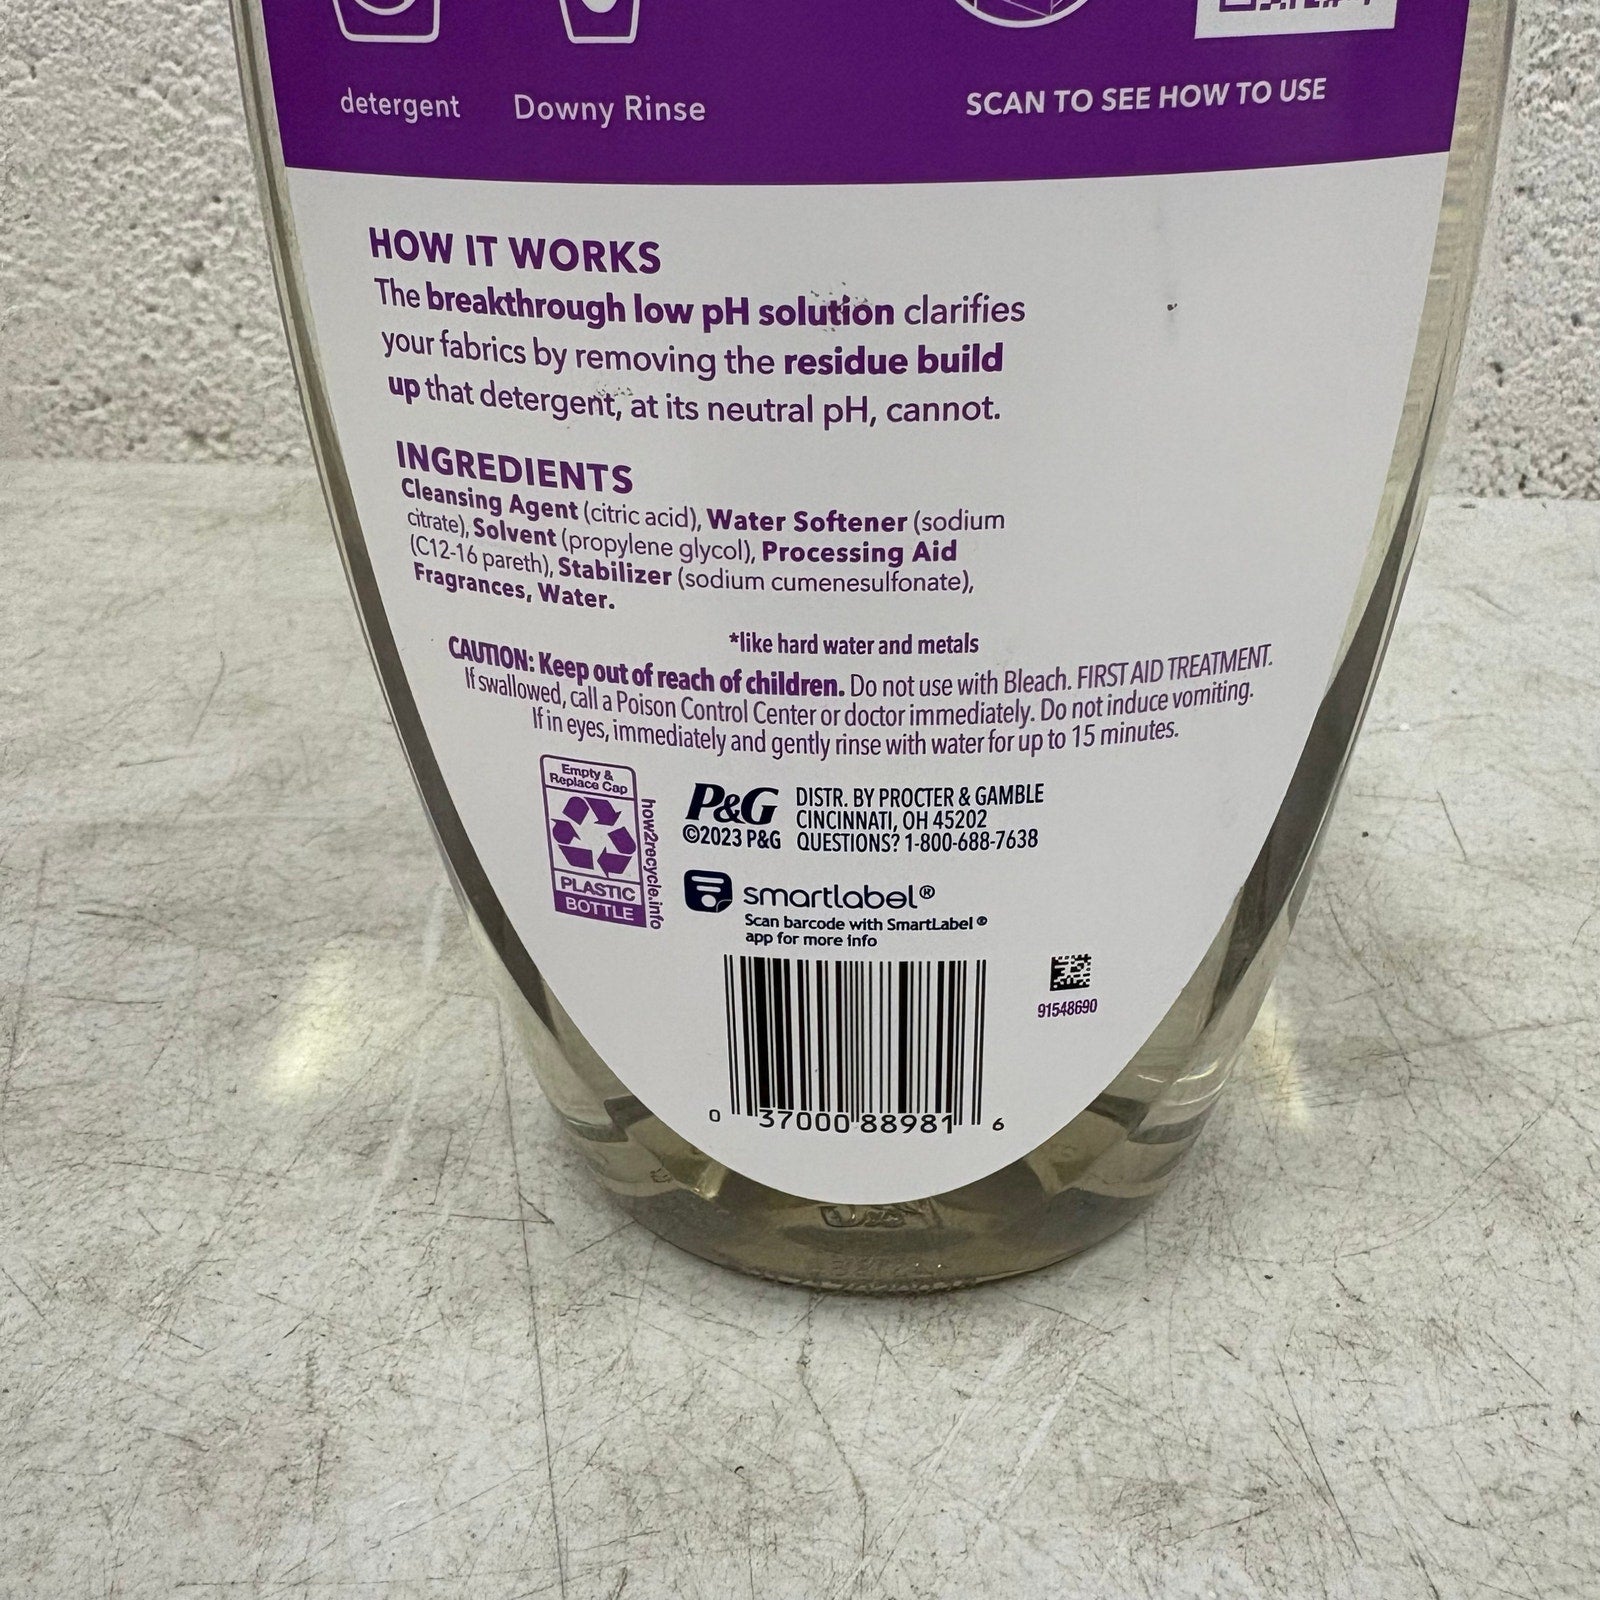 detergent
Downy Rinse
SCAN TO SEE HOW TO USE
HOW IT WORKS
The breakthrough low pH solution clarifies
your fabrics by removing the residue build
up that detergent, at its neutral pH, cannot.
INGREDIENTS
Cleansing Agent (citric acid), Water Softener (sodium
citrate), Solvent (propylene glycol), Processing Aid
(C12-16 pareth), Stabilizer (sodium cumenesulfonate),
Fragrances, Water.
*like hard water and metals
CAUTION: Keep out of reach of children. Do not use with Bleach. FIRST AID TREATMENT.
If swallowed, call a Poison Control Center or doctor immediately. Do not induce vomiting.
If in eyes, immediately and gently rinse with water for up to 15 minutes.
Empty &
Replace Cap
PLASTIC
BOTTLE
how2recycle.info
P&G
©2023 P&G
DISTR. BY PROCTER & GAMBLE
CINCINNATI, OH 45202
QUESTIONS? 1-800-688-7638
smartlabel®
Scan barcode with SmartLabel®
app for more info
91548690
0 37000 88981 6